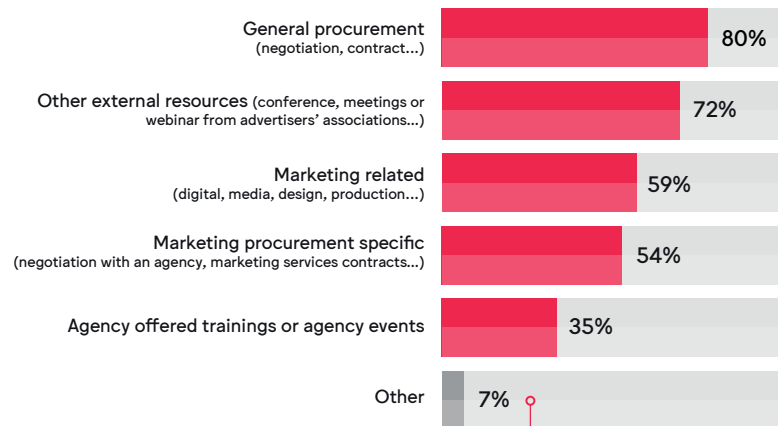 General procurement
(negotiation, contract...)
80%
Other external resources (conference, meetings or
webinar from advertisers’ associations...)
72%
Marketing related
(digital, media, design, production...)
59%
Marketing procurement specific
(negotiation with an agency, marketing services contracts...)
54%
Agency offered trainings or agency events
35%
Other
7%